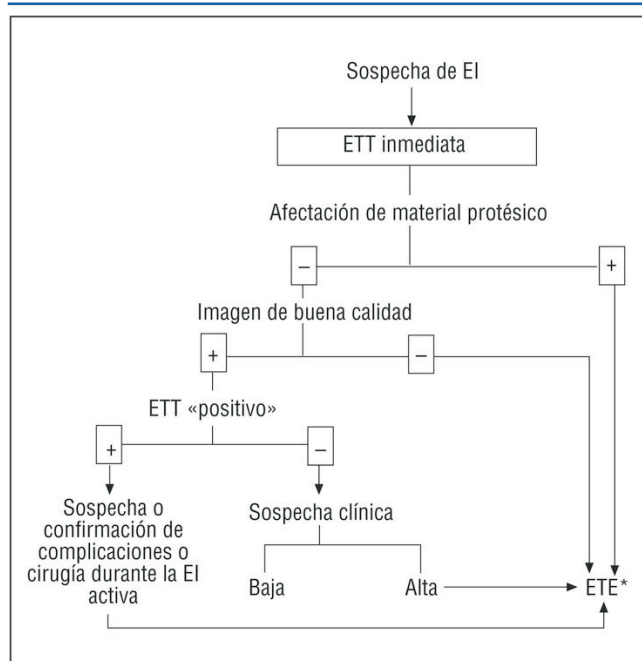 Sospecha de EI
ETT inmediata
Afectación de material protésico
–
+
Imagen de buena calidad
+
–
ETT «positivo»
+
–
Sospecha o
confirmación de
complicaciones o
cirugía durante la EI
activa
Sospecha clínica
Baja
Alta
ETE*